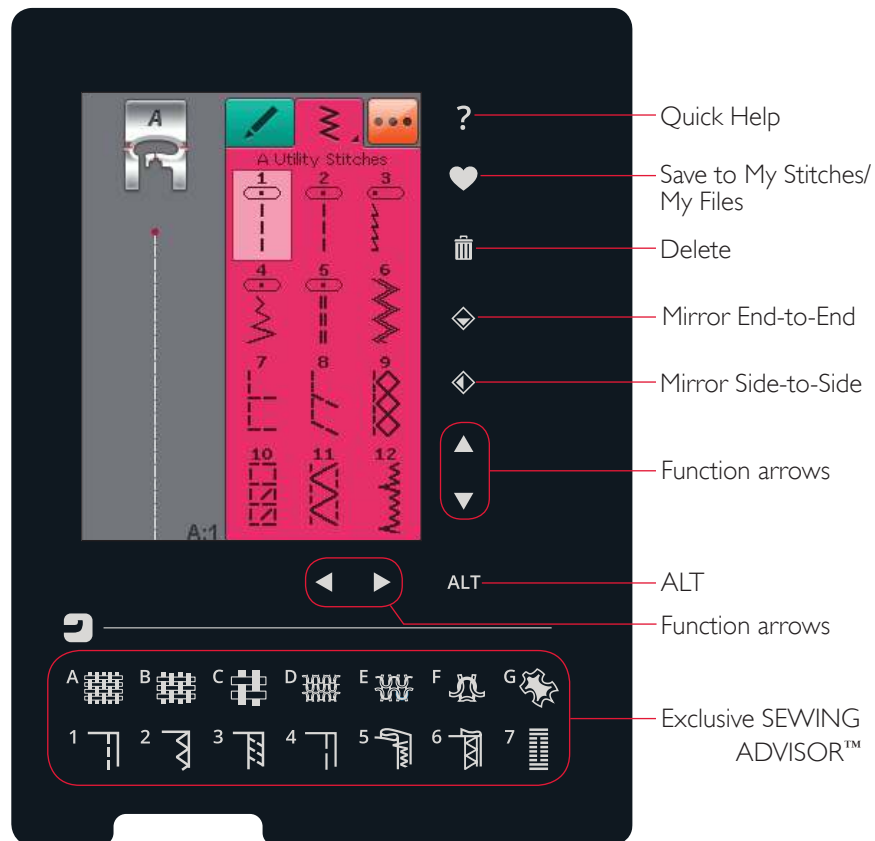 A
A Utility Stitches
1 2 3
4 5 6
7 8 9
10 11 12
A:1
?
Quick Help
Save to My Stitches/
My Files
Delete
Mirror End-to-End
Mirror Side-to-Side
Function arrows
ALT
ALT
Function arrows
A B C D E F G
1 2 3 4 5 6 7
Exclusive SEWING
ADVISOR™